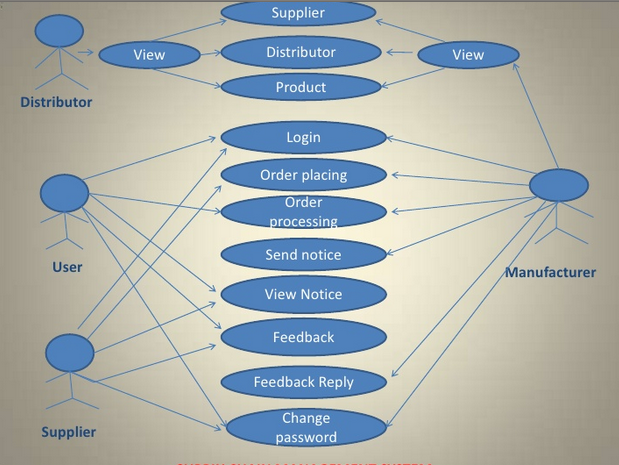 Supplier
View
Distributor
View
Product
Distributor
Login
Order placing
Order
processing
User
Send notice
Manufacturer
View Notice
Feedback
Feedback Reply
Supplier
Change
password